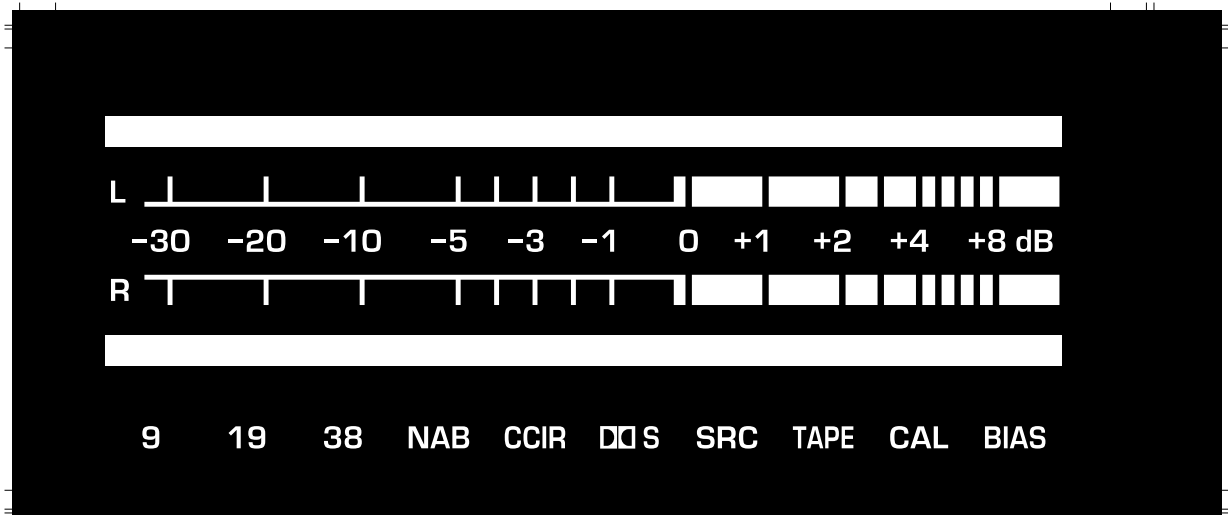 L
−30 −20 −10 −5 −3 −1 0 +1 +2 +4 +8 dB
R
9 19 38 NAB CCIR S SRC TAPE CAL BIAS